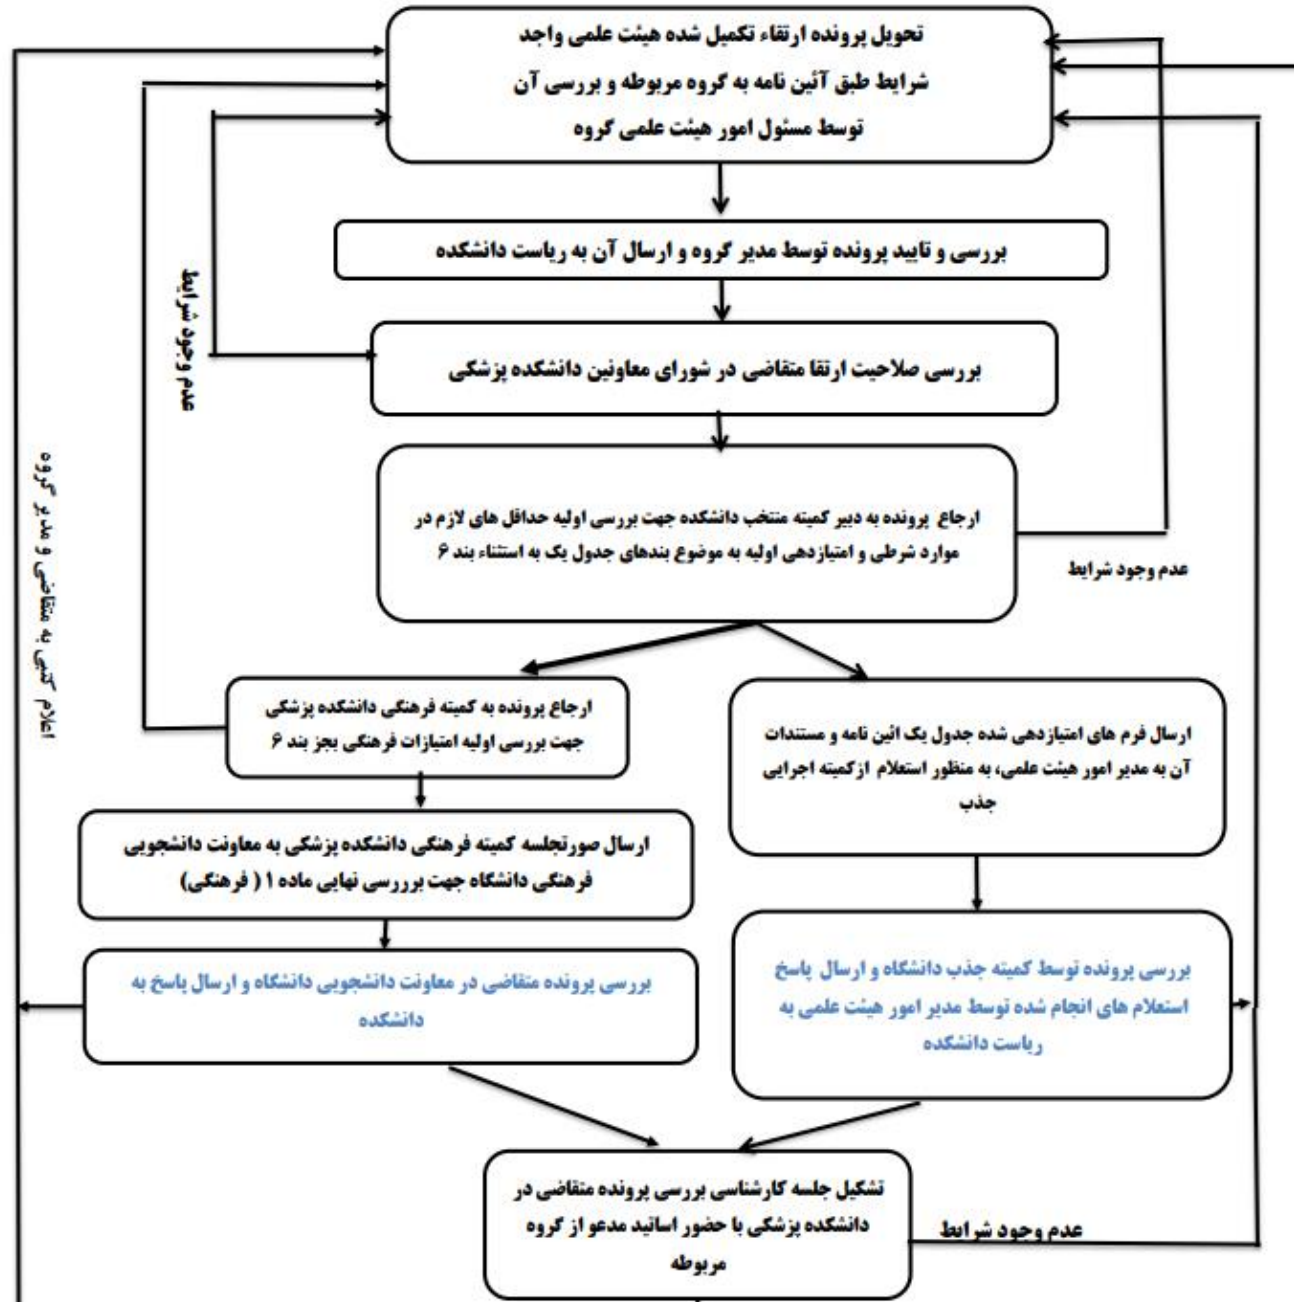 تحویل پرونده ارتقاء تکمیل شده هیئت علمی واجد
شرایط طبق آئین نامه به گروه مربوطه و بررسی آن
توسط مسئول امور هیئت علمی گروه
بررسی و تایید پرونده توسط مدیر گروه و ارسال آن به ریاست دانشکده
عدم وجود شرایط
بررسی صلاحیت ارتقا متقاضی در شورای معاونین دانشکده پزشکی
ارجاع پرونده به دبیر کمیته منتخب دانشکده جهت بررسی اولیه حداقل های لازم در
موارد شرطی و امتیازدهی اولیه به موضوع بندهای جدول یک به استثناء بند ۶
عدم وجود شرایط
اعلام کتبی به متقاضی و مدیر گروه
ارسال فرم های امتیازدهی شده جدول یک ائین نامه و مستندات
آن به مدیر امور هیئت علمی، به منظور استعلام ازکمیته اجرایی
جذب
ارجاع پرونده به کمیته فرهنگی دانشکده پزشکی
جهت بررسی اولیه امتیازات فرهنگی بجز بند ۶
ارسال صورتجلسه کمیته فرهنگی دانشکده پزشکی به معاونت دانشجویی
فرهنگی دانشگاه جهت برررسی نهایی ماده ۱ ( فرهنگی)
بررسی پرونده توسط کمیته جذب دانشگاه و ارسال پاسخ
استعلام های انجام شده توسط مدیر امور هیئت علمی به
ریاست دانشکده
بررسی پرونده متقاضی در معاونت دانشجویی دانشگاه و ارسال پاسخ به
دانشکده
تشکیل جلسه کارشناسی بررسی پرونده متقاضی در
دانشکده پزشکی با حضور اساتید مدعو از گروه
مربوطه
عدم وجود شرایط